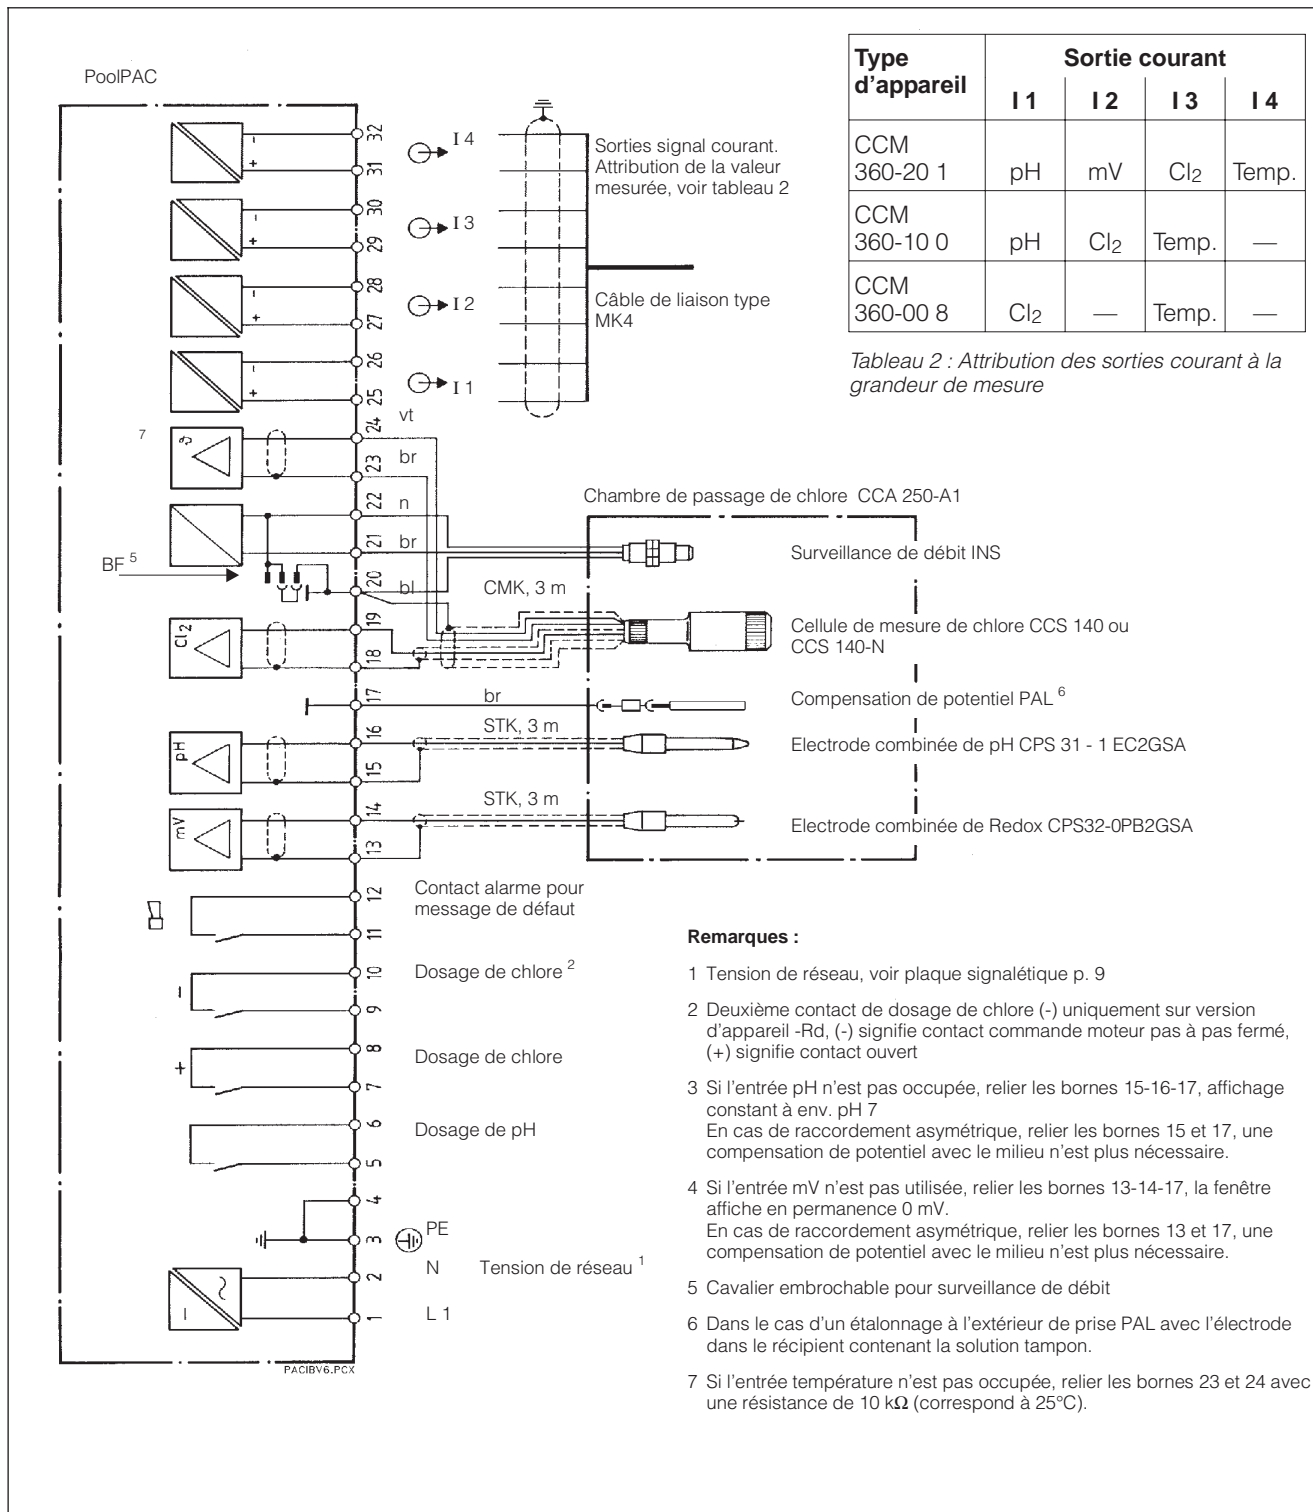 PoolPAC
32
31
30
29
28
27
26
25
24
23
22
21
20
19
18
17
16
15
14
13
12
11
10
9
8
7
6
5
4
3
2
1
I 4
I 3
I 2
I 1
Sorties signal courant.
Attribution de la valeur
mesurée, voir tableau 2
Câble de liaison type
MK4
- +
- +
- +
- +
7
ϑ
BF 5
Cl2
pH
mV
vt
br
n
br
bl
CMK, 3 m
br
STK, 3 m
STK, 3 m
Chambre de passage de chlore CCA 250-A1
Surveillance de débit INS
Cellule de mesure de chlore CCS 140 ou
CCS 140-N
Compensation de potentiel PAL 6
Electrode combinée de pH CPS 31 - 1 EC2GSA
Electrode combinée de Redox CPS32-0PB2GSA
Contact alarme pour
message de défaut
Dosage de chlore 2
-
Dosage de chlore
+
Dosage de pH
PE
N Tension de réseau 1
L 1
PACIBV6.PCX
Type d'appareil Sortie courant
I 1 I 2 I 3 I 4
CCM
360-20 1 pH mV Cl2 Temp.
CCM
360-10 0 pH Cl2 Temp. —
CCM
360-00 8 Cl2 — Temp. —
Tableau 2 : Attribution des sorties courant à la
grandeur de mesure
Remarques :
1 Tension de réseau, voir plaque signalétique p. 9
2 Deuxième contact de dosage de chlore (-) uniquement sur version
d'appareil -Rd, (-) signifie contact commande moteur pas à pas fermé,
(+) signifie contact ouvert
3 Si l'entrée pH n'est pas occupée, relier les bornes 15-16-17, affichage
constant à env. pH 7
En cas de raccordement asymétrique, relier les bornes 15 et 17, une
compensation de potentiel avec le milieu n'est plus nécessaire.
4 Si l'entrée mV n'est pas utilisée, relier les bornes 13-14-17, la fenêtre
affiche en permanence 0 mV.
En cas de raccordement asymétrique, relier les bornes 13 et 17, une
compensation de potentiel avec le milieu n'est plus nécessaire.
5 Cavalier embrochable pour surveillance de débit
6 Dans le cas d'un étalonnage à l'extérieur de prise PAL avec l'électrode
dans le récipient contenant la solution tampon.
7 Si l'entrée température n'est pas occupée, relier les bornes 23 et 24 avec
une résistance de 10 kΩ (correspond à 25°C).